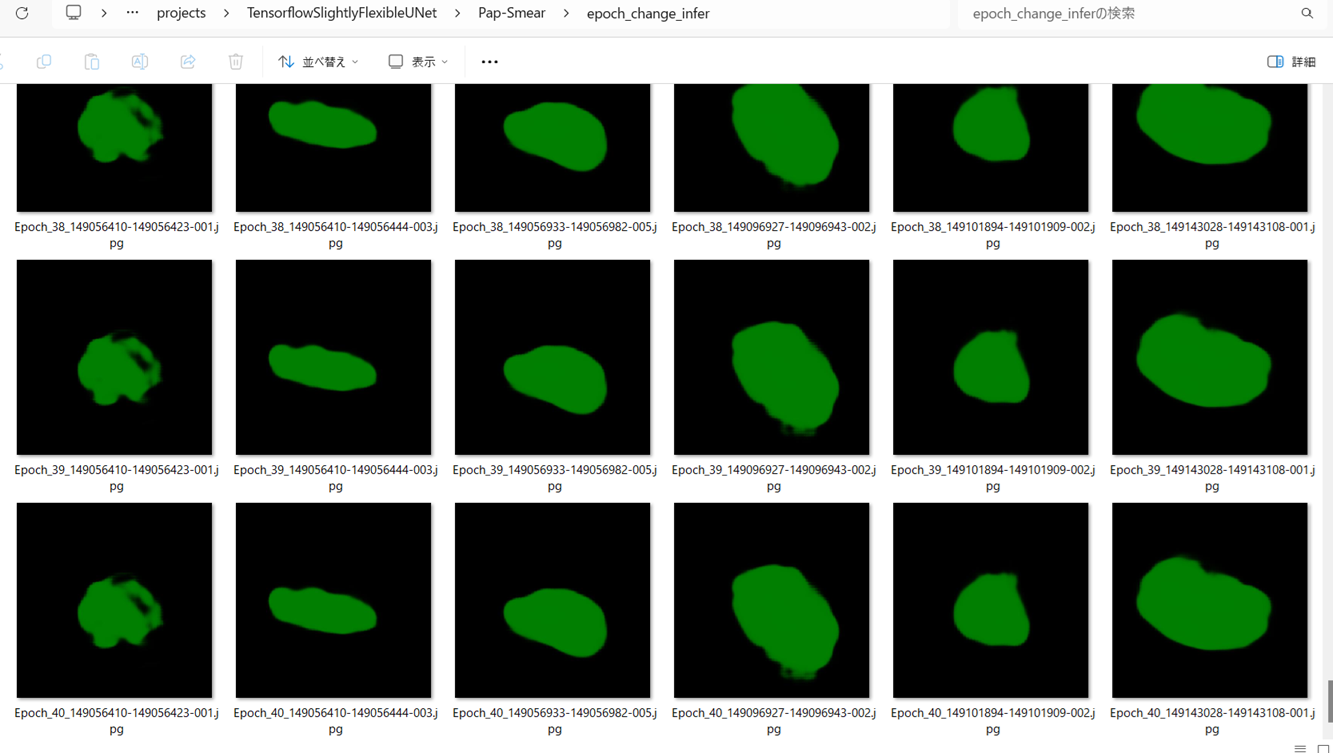 projects > TensorflowSlightlyFlexibleUNet > Pap-Smear > epoch_change_infer
epoch_change_inferの検索
並べ替え
表示
詳細
Epoch_38_149056410-149056423-001.j
pg
Epoch_38_149056410-149056444-003.j
pg
Epoch_38_149056933-149056982-005.j
pg
Epoch_38_149096927-149096943-002.j
pg
Epoch_38_149101894-149101909-002.j
pg
Epoch_38_149143028-149143108-001.j
pg
Epoch_39_149056410-149056423-001.j
pg
Epoch_39_149056410-149056444-003.j
pg
Epoch_39_149056933-149056982-005.j
pg
Epoch_39_149096927-149096943-002.j
pg
Epoch_39_149101894-149101909-002.j
pg
Epoch_39_149143028-149143108-001.j
pg
Epoch_40_149056410-149056423-001.j
pg
Epoch_40_149056410-149056444-003.j
pg
Epoch_40_149056933-149056982-005.j
pg
Epoch_40_149096927-149096943-002.j
pg
Epoch_40_149101894-149101909-002.j
pg
Epoch_40_149143028-149143108-001.j
pg